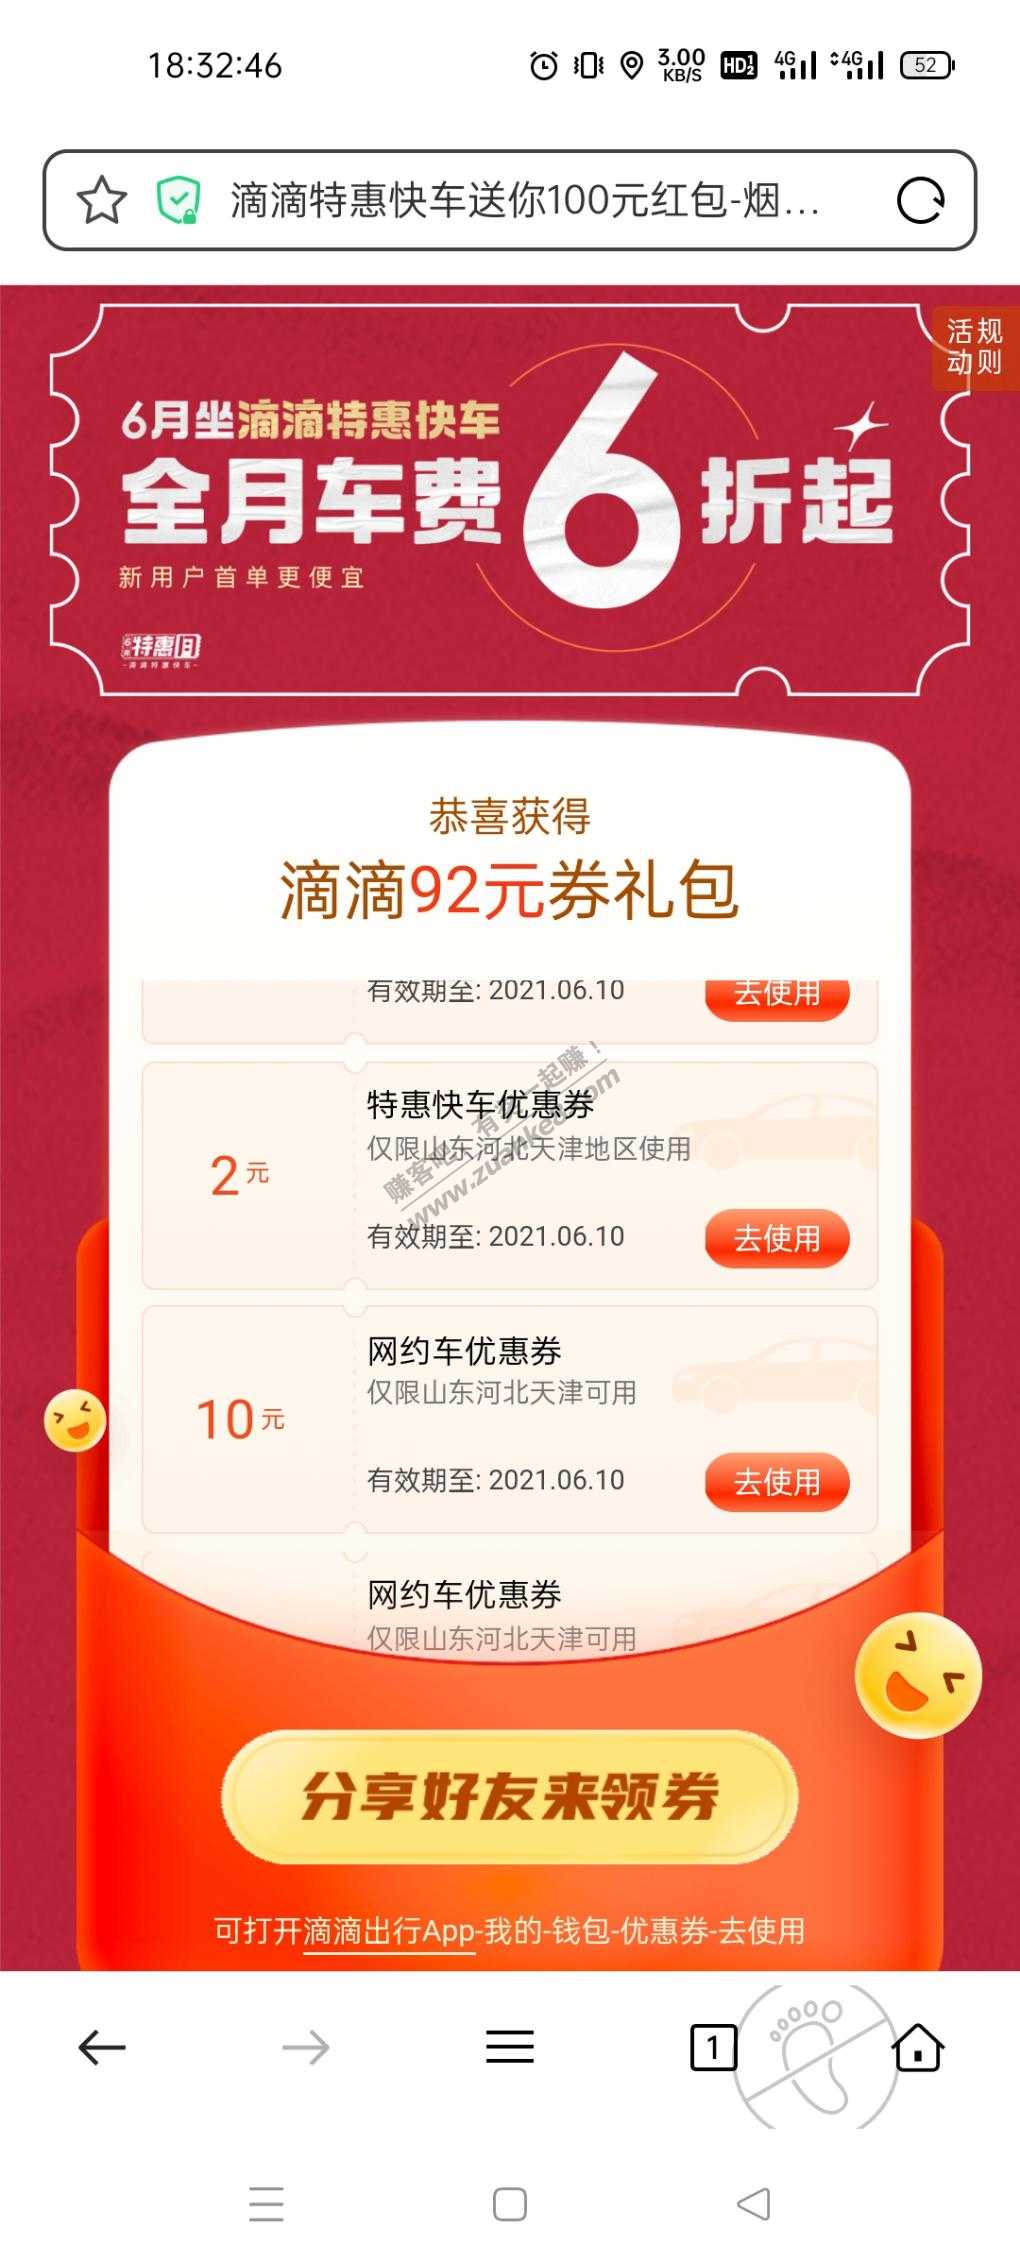 18:32:46
3.00
KB/S
HD
4G
4G
52
滴滴特惠快车送你100元红包-烟...
活规
动则
6月坐滴滴特惠快车
全月车费6折起
新用户首单更便宜
特惠
-滴滴特惠快车-
恭喜获得
滴滴92元券礼包
有效期至: 2021.06.10
去使用
特惠快车优惠券
仅限山东河北天津地区使用
2元
有效期至: 2021.06.10
去使用
赚客吧,有奖一起赚!
www.zuanke8.com
网约车优惠券
仅限山东河北天津可用
10元
有效期至: 2021.06.10
去使用
网约车优惠券
仅限山东河北天津可用
分享好友来领券
可打开滴滴出行App-我的-钱包-优惠券-去使用
1